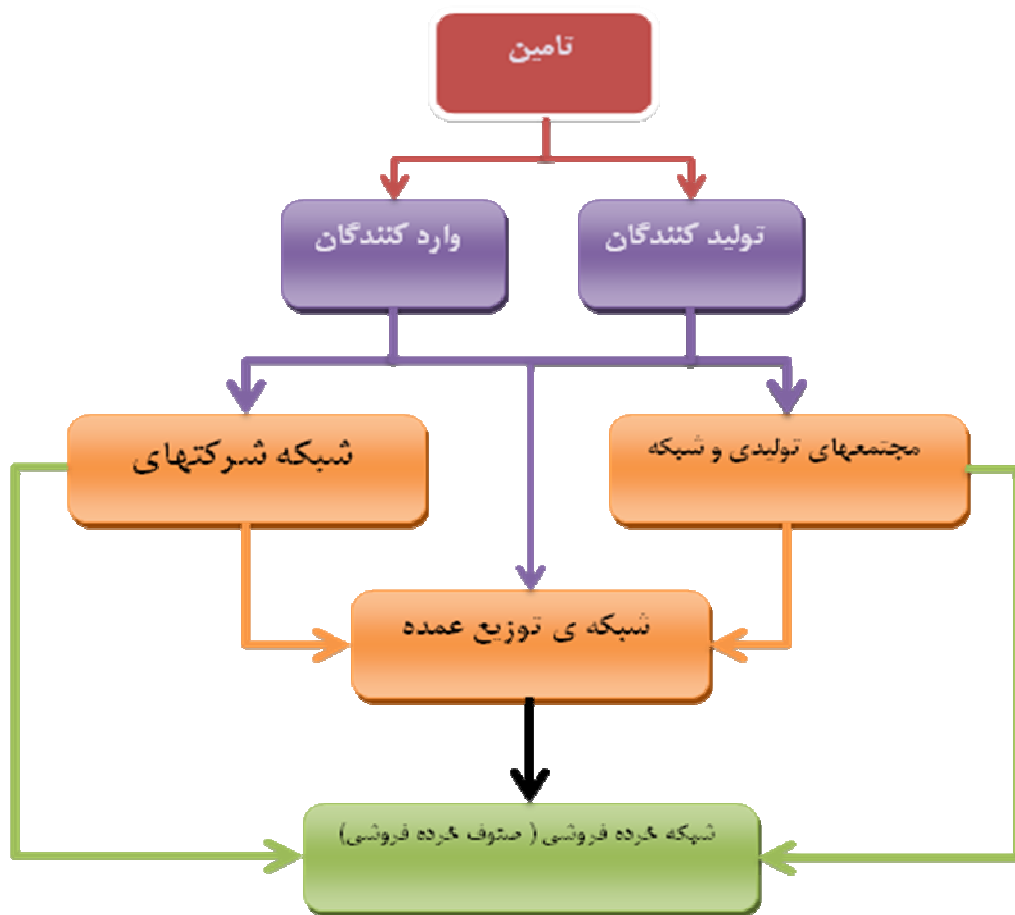 تامین
تولید کنندگان
وارد کنندگان
مجتمعهای تولیدی و شبکه
شبکه شرکتهای
شبکه ی توزیع عمده
شبکه خرده فروشی ( صنوف خرده فروشی)